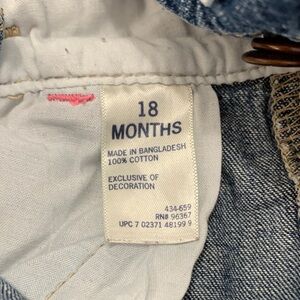 18
MONTHS
MADE IN BANGLADESH
100% COTTON
EXCLUSIVE OF
DECORATION
434-659
RN# 96367
UPC 7 02371 48199 9